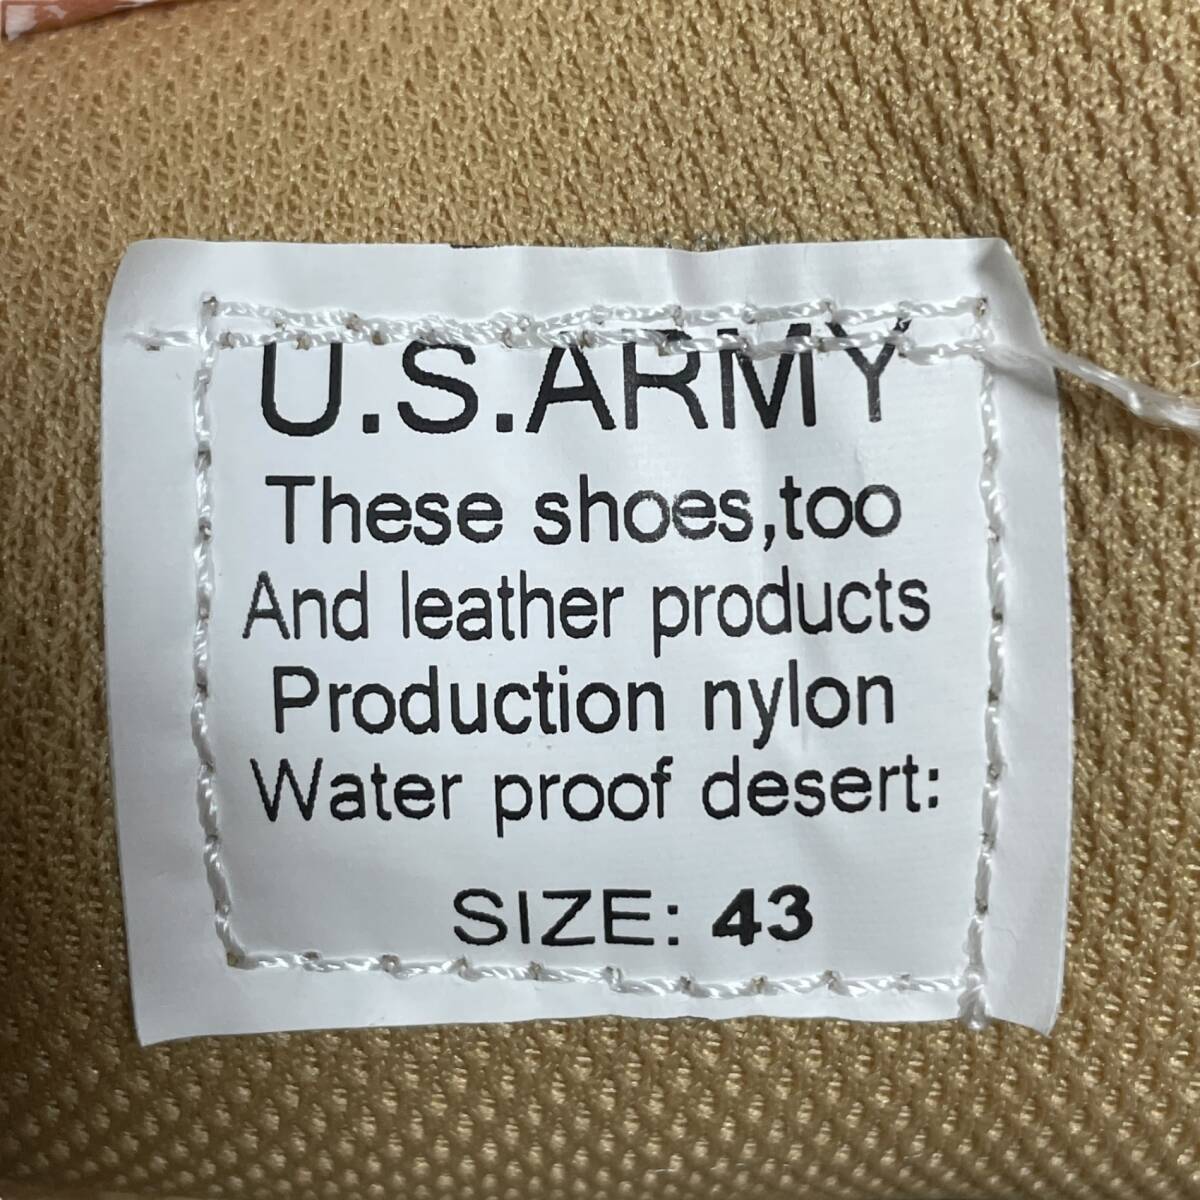 U.S.ARMY
These shoes,too
And leather products
Production nylon
Water proof desert:
SIZE: 43